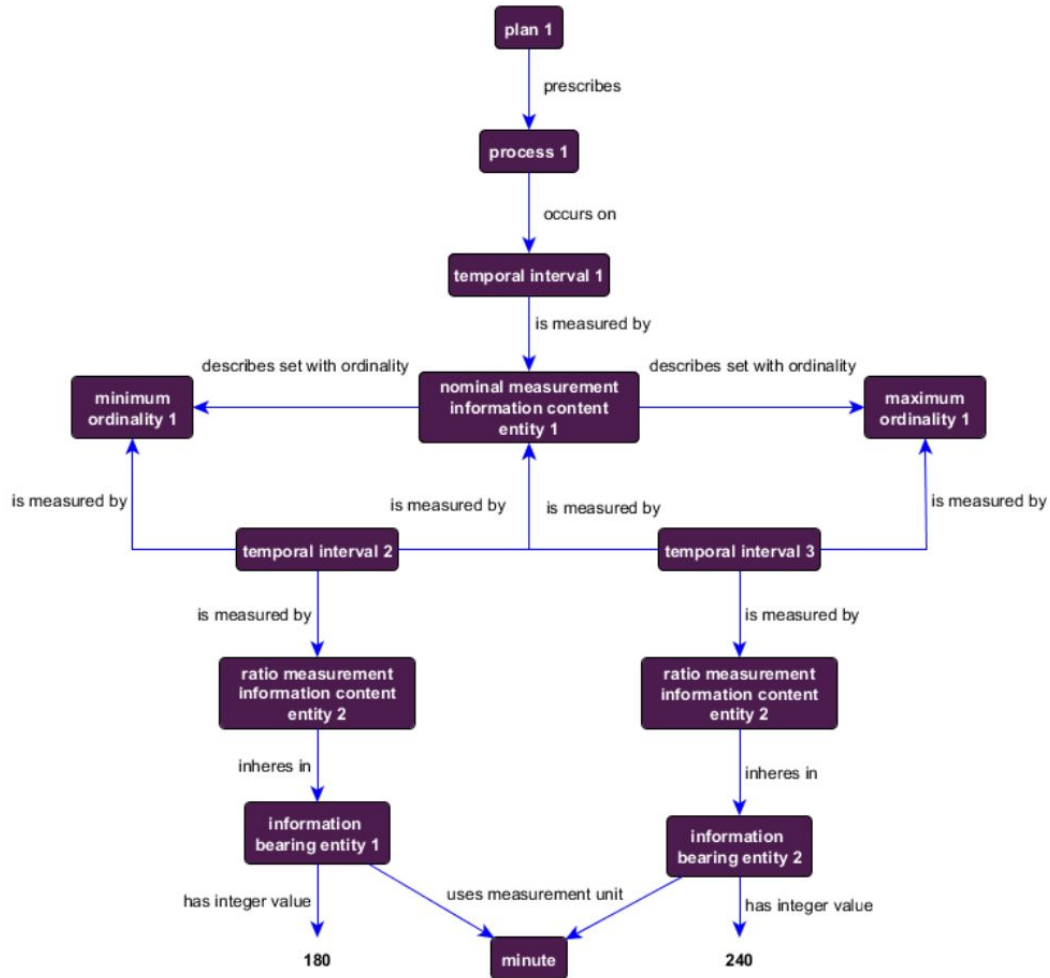 plan 1
prescribes
process 1
occurs on
temporal interval 1
is measured by
describes set with ordinality
describes set with ordinality
minimum
ordinality 1
nominal measurement
information content
entity 1
maximum
ordinality 1
is measured by
is measured by
is measured by
is measured by
temporal interval 2
temporal interval 3
is measured by
is measured by
ratio measurement
information content
entity 2
ratio measurement
information content
entity 2
inheres in
inheres in
information
bearing entity 1
information
bearing entity 2
has integer value
uses measurement unit
has integer value
180
minute
240